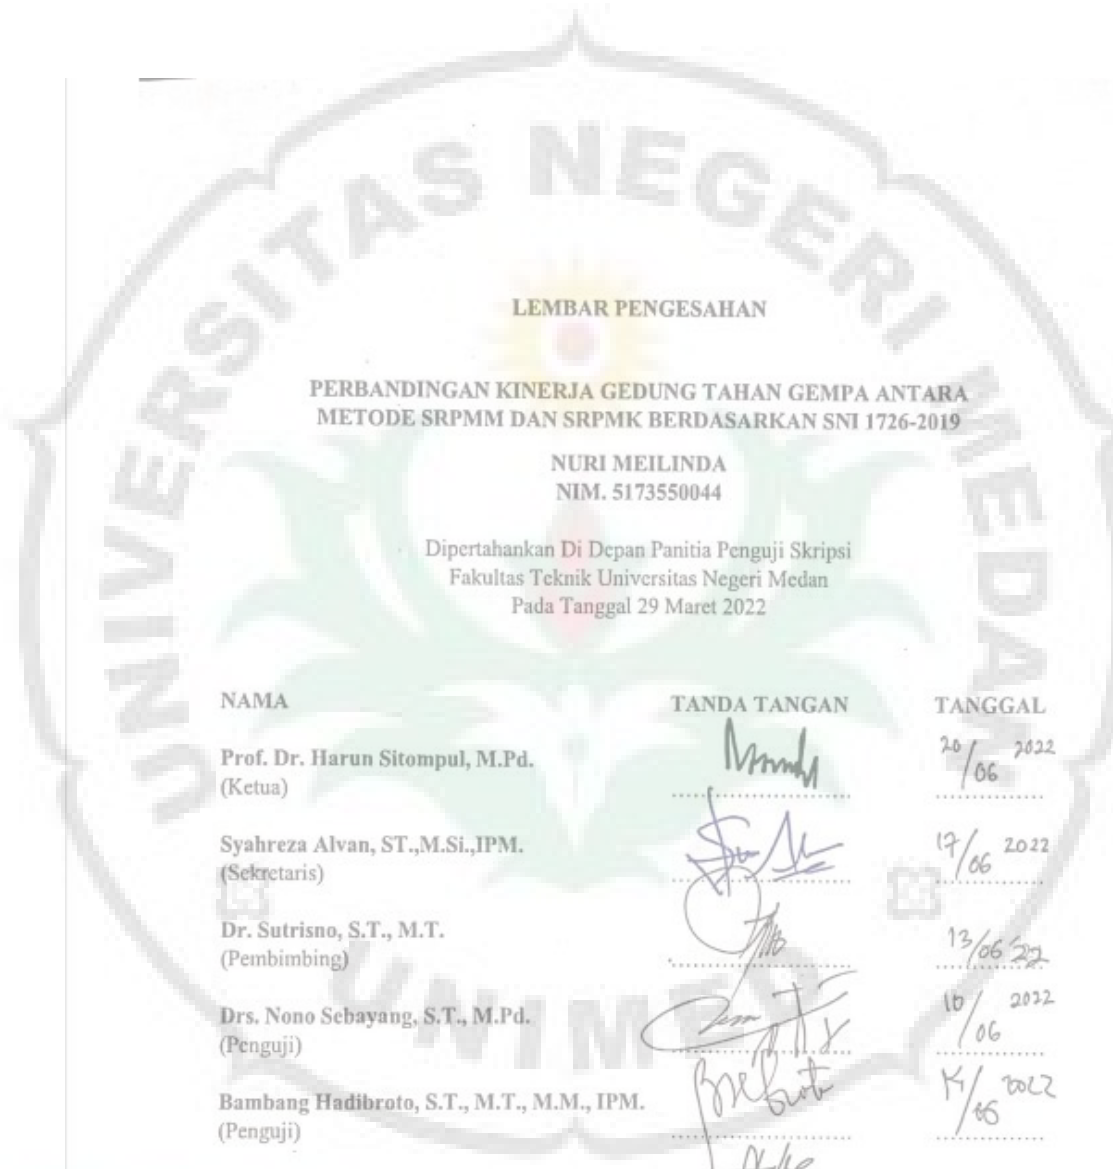 UNIVERSITAS NEGERI MEDAN
LEMBAR PENGESAHAN
PERBANDINGAN KINERJA GEDUNG TAHAN GEMPA ANTARA
METODE SRPMM DAN SRPMK BERDASARKAN SNI 1726-2019
NURI MEILINDA
NIM. 5173550044
Dipertahankan Di Depan Panitia Penguji Skripsi
Fakultas Teknik Universitas Negeri Medan
Pada Tanggal 29 Maret 2022
NAMA TANDA TANGAN TANGGAL
Prof. Dr. Harun Sitompul, M.Pd. 20/06 2022
(Ketua)
Syahreza Alvan, ST.,M.Si.,IPM. 17/06 2022
(Sekretaris)
Dr. Sutrisno, S.T., M.T. 13/06 '22
(Pembimbing)
Drs. Nono Sebayang, S.T., M.Pd. 10/06 2022
(Penguji)
Bambang Hadibroto, S.T., M.T., M.M., IPM. 2022
(Penguji)
UNIMED